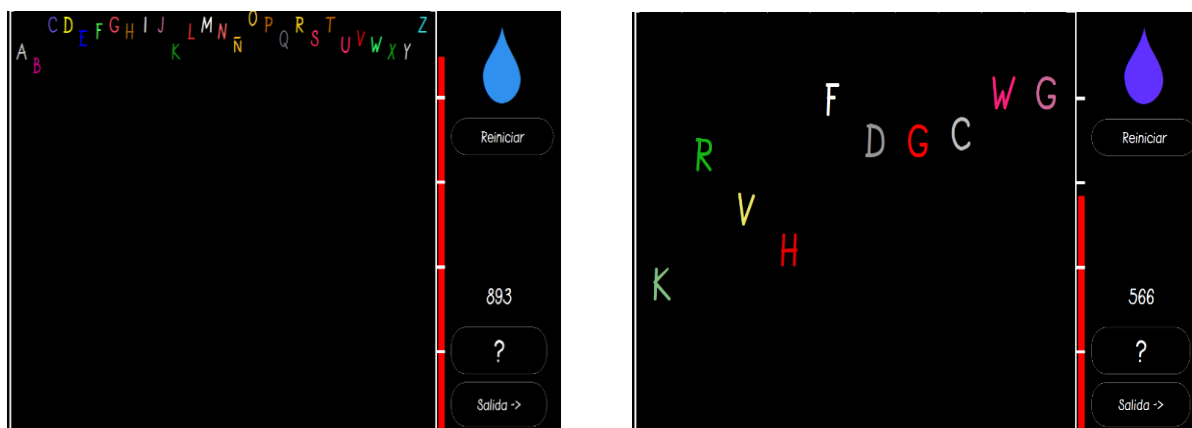 A B C D E F G H I J K L M N Ñ O P Q R S T U V W X Y Z
Reiniciar
893
?
Salida ->
K R V H F D G C W G
Reiniciar
566
?
Salida ->